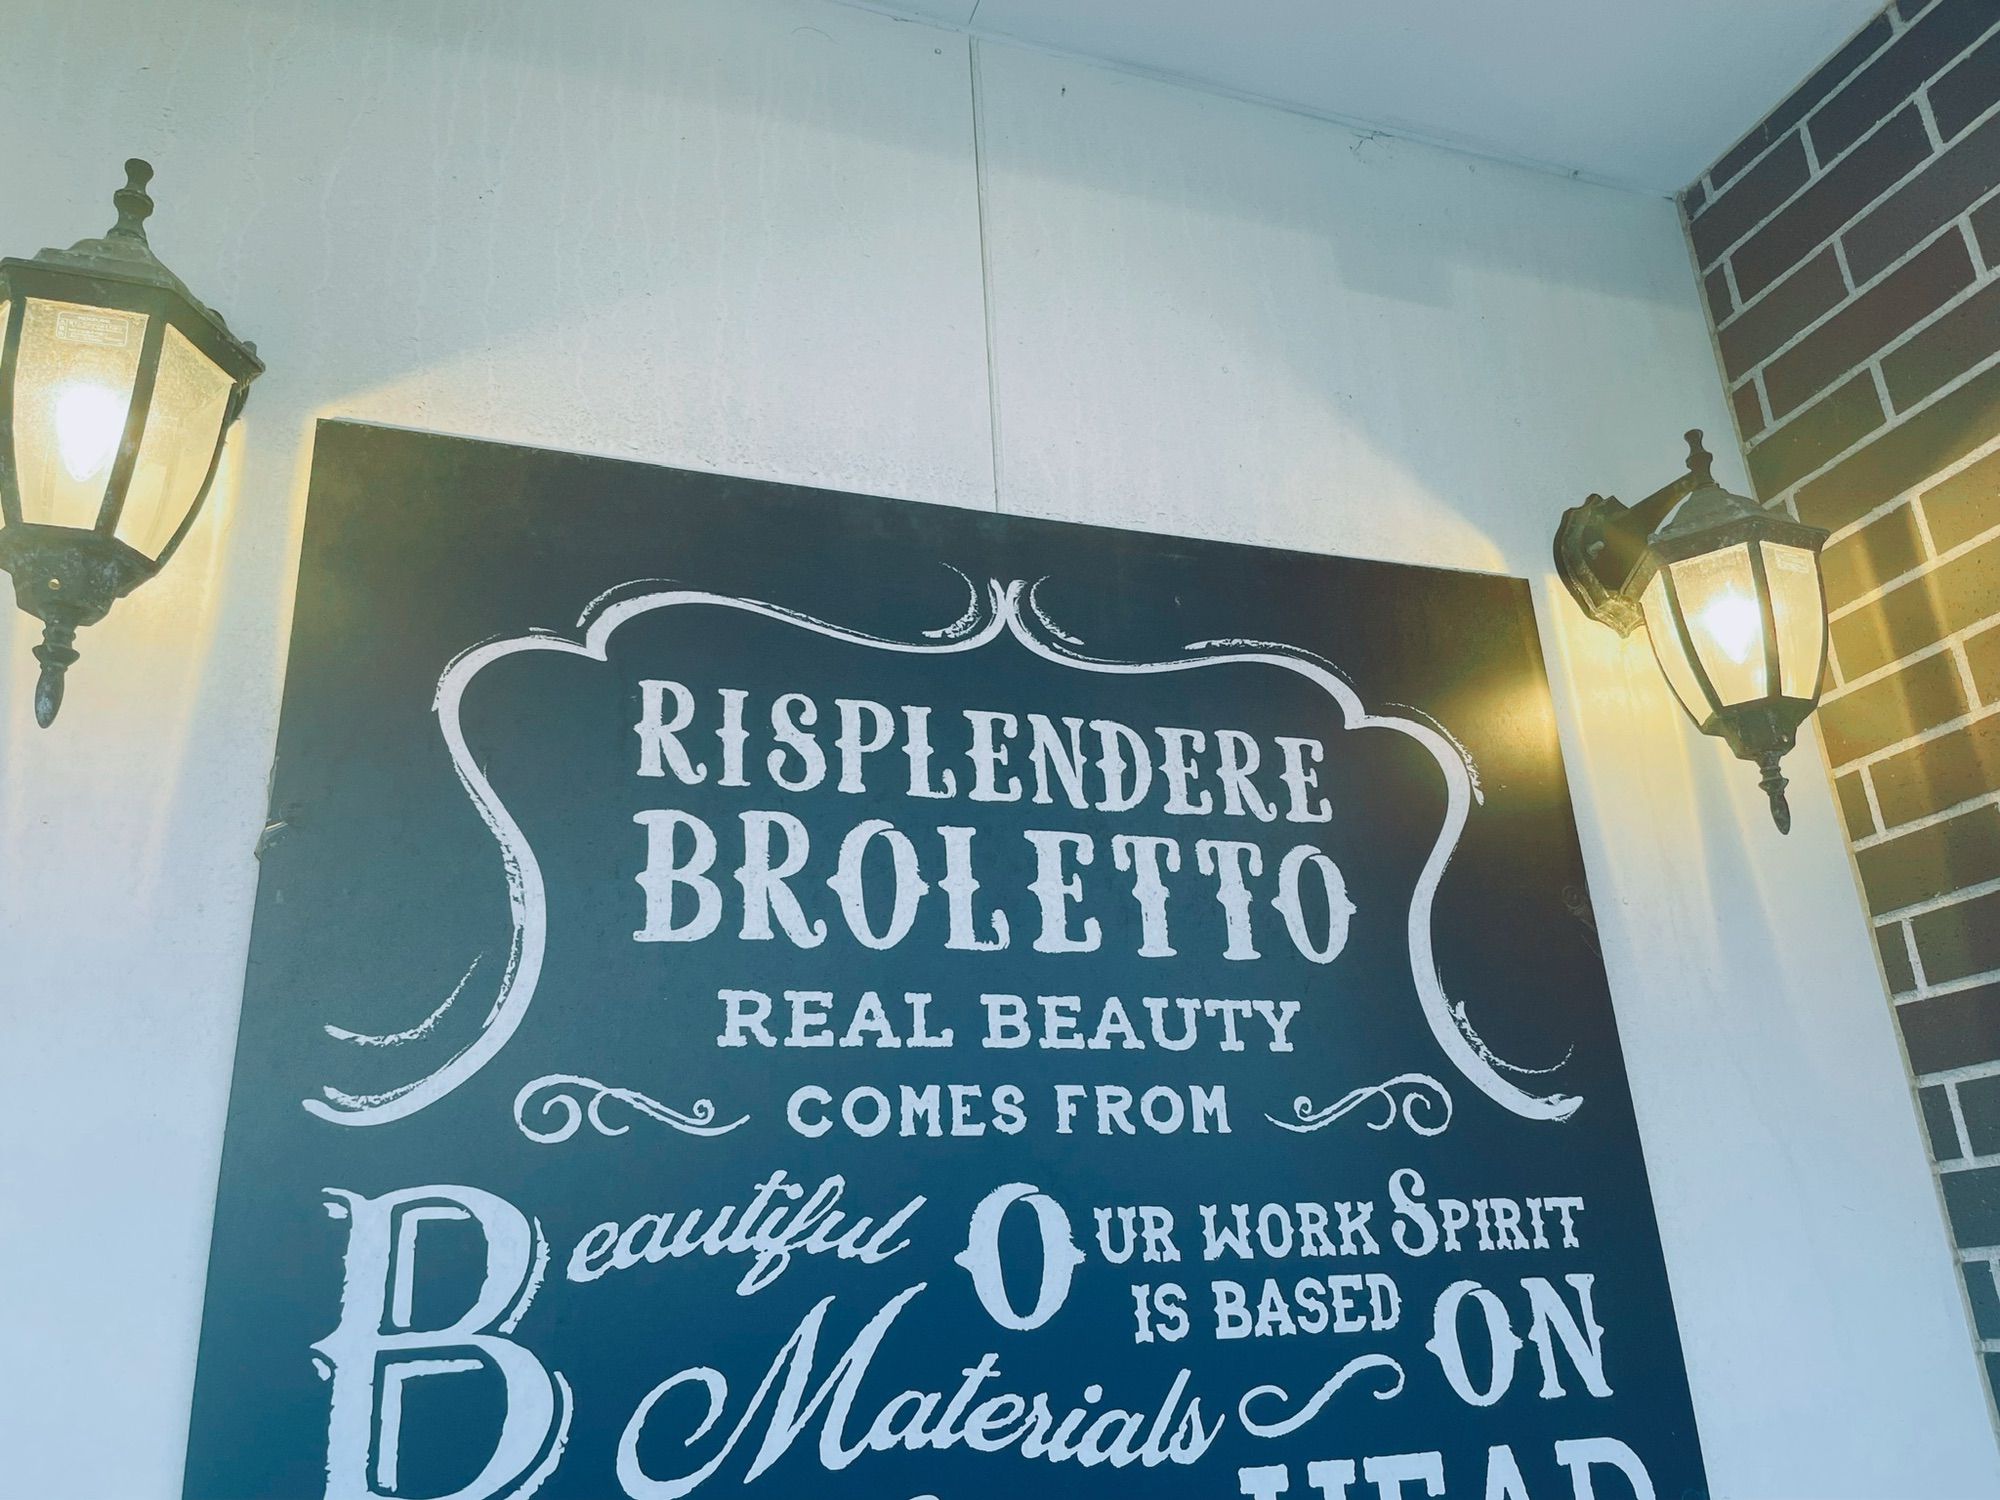 RISPLENDERE
BROLETTO
REAL BEAUTY
COMES FROM
Beautiful
Materials
OUR WORK SPIRIT
IS BASED ON